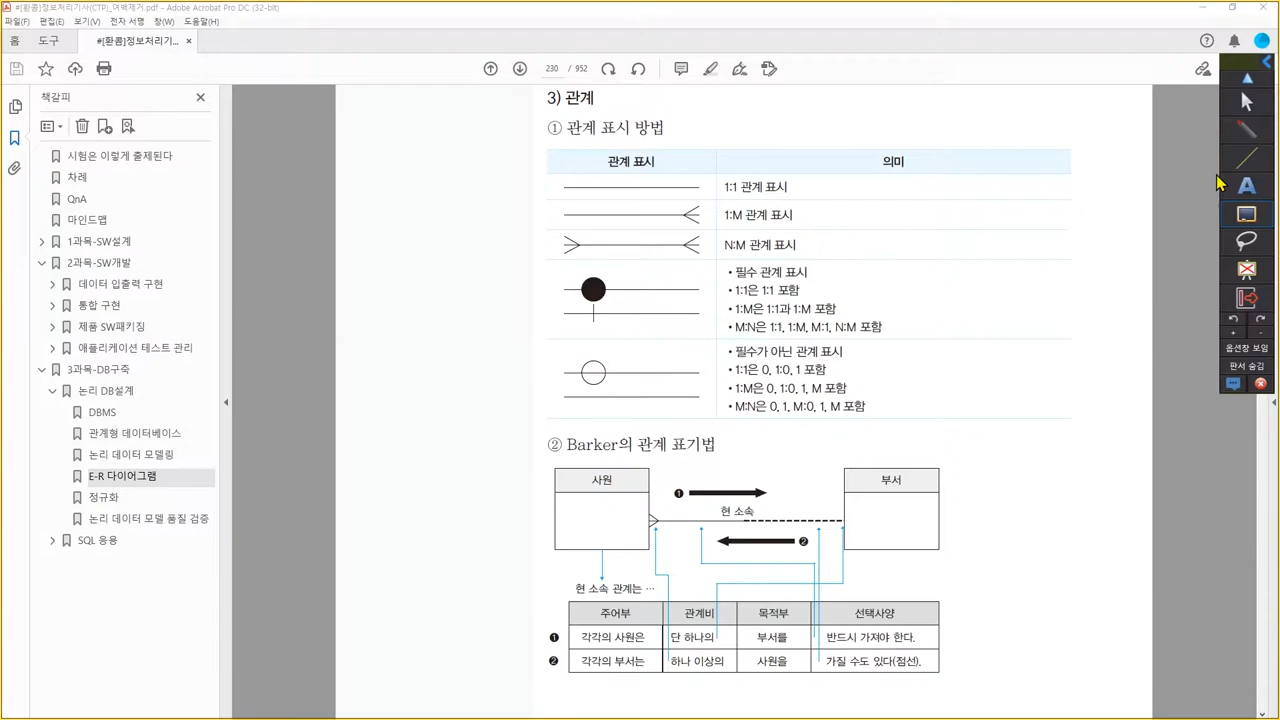 #[환콤]정보처리기사(CTP)_여백제거.pdf - Adobe Acrobat Pro DC (32-bit)
파일(F) 편집(E) 보기(V) 전자 서명 창(W) 도움말(H)
홈 도구 #[환콤]정보처리기... ×
230 / 952
책갈피
시험은 이렇게 출제된다
차례
QnA
마인드맵
1과목-SW설계
2과목-SW개발
데이터 입출력 구현
통합 구현
제품 SW패키징
애플리케이션 테스트 관리
3과목-DB구축
논리 DB설계
DBMS
관계형 데이터베이스
논리 데이터 모델링
E-R 다이어그램
정규화
논리 데이터 모델 품질 검증
SQL 응용
3) 관계
① 관계 표시 방법
관계 표시 의미
1:1 관계 표시
1:M 관계 표시
N:M 관계 표시
• 필수 관계 표시
• 1:1은 1:1 포함
• 1:M은 1:1과 1:M 포함
• M:N은 1:1, 1:M, M:1, N:M 포함
• 필수가 아닌 관계 표시
• 1:1은 0, 1:0, 1 포함
• 1:M은 0, 1:0, 1, M 포함
• M:N은 0, 1, M:0, 1, M 포함
② Barker의 관계 표기법
사원 ❶ 부서
현 소속
❷
현 소속 관계는 …
주어부 관계비 목적부 선택사양
❶ 각각의 사원은 단 하나의 부서를 반드시 가져야 한다.
❷ 각각의 부서는 하나 이상의 사원을 가질 수도 있다(점선).
A
옵션창 보임
판서 숨김